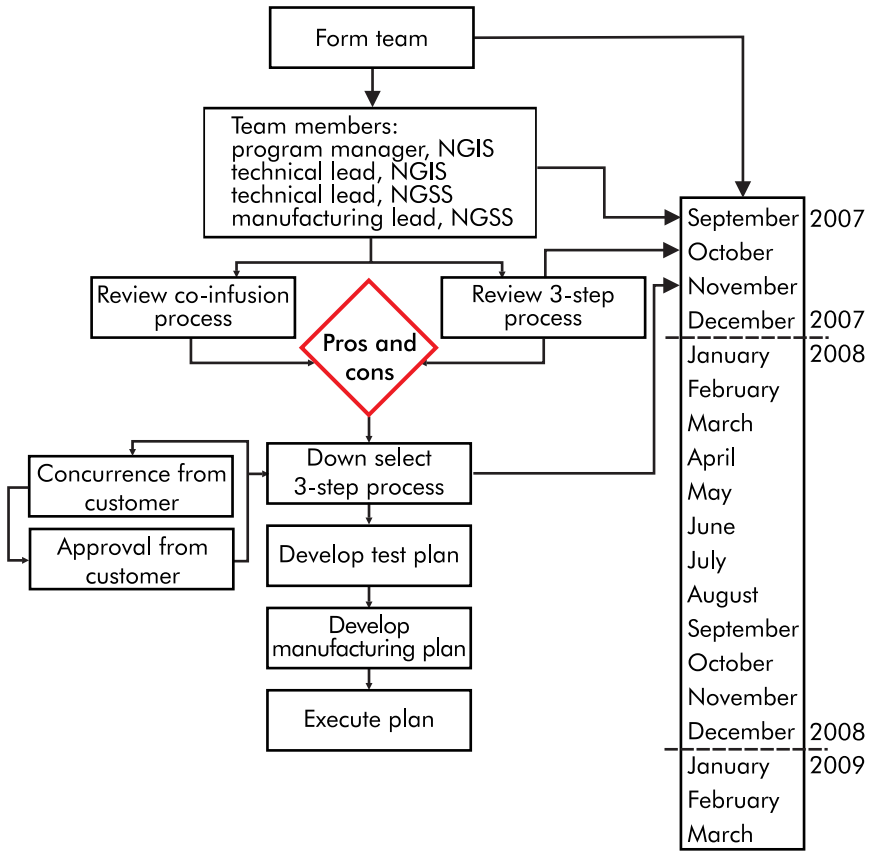 Form team
Team members:
program manager, NGIS
technical lead, NGIS
technical lead, NGSS
manufacturing lead, NGSS
Review co-infusion
process
Review 3-step
process
Pros and
cons
Down select
3-step process
Concurrence from
customer
Approval from
customer
Develop test plan
Develop
manufacturing plan
Execute plan
September 2007
October
November
December 2007
January 2008
February
March
April
May
June
July
August
September
October
November
December 2008
January 2009
February
March